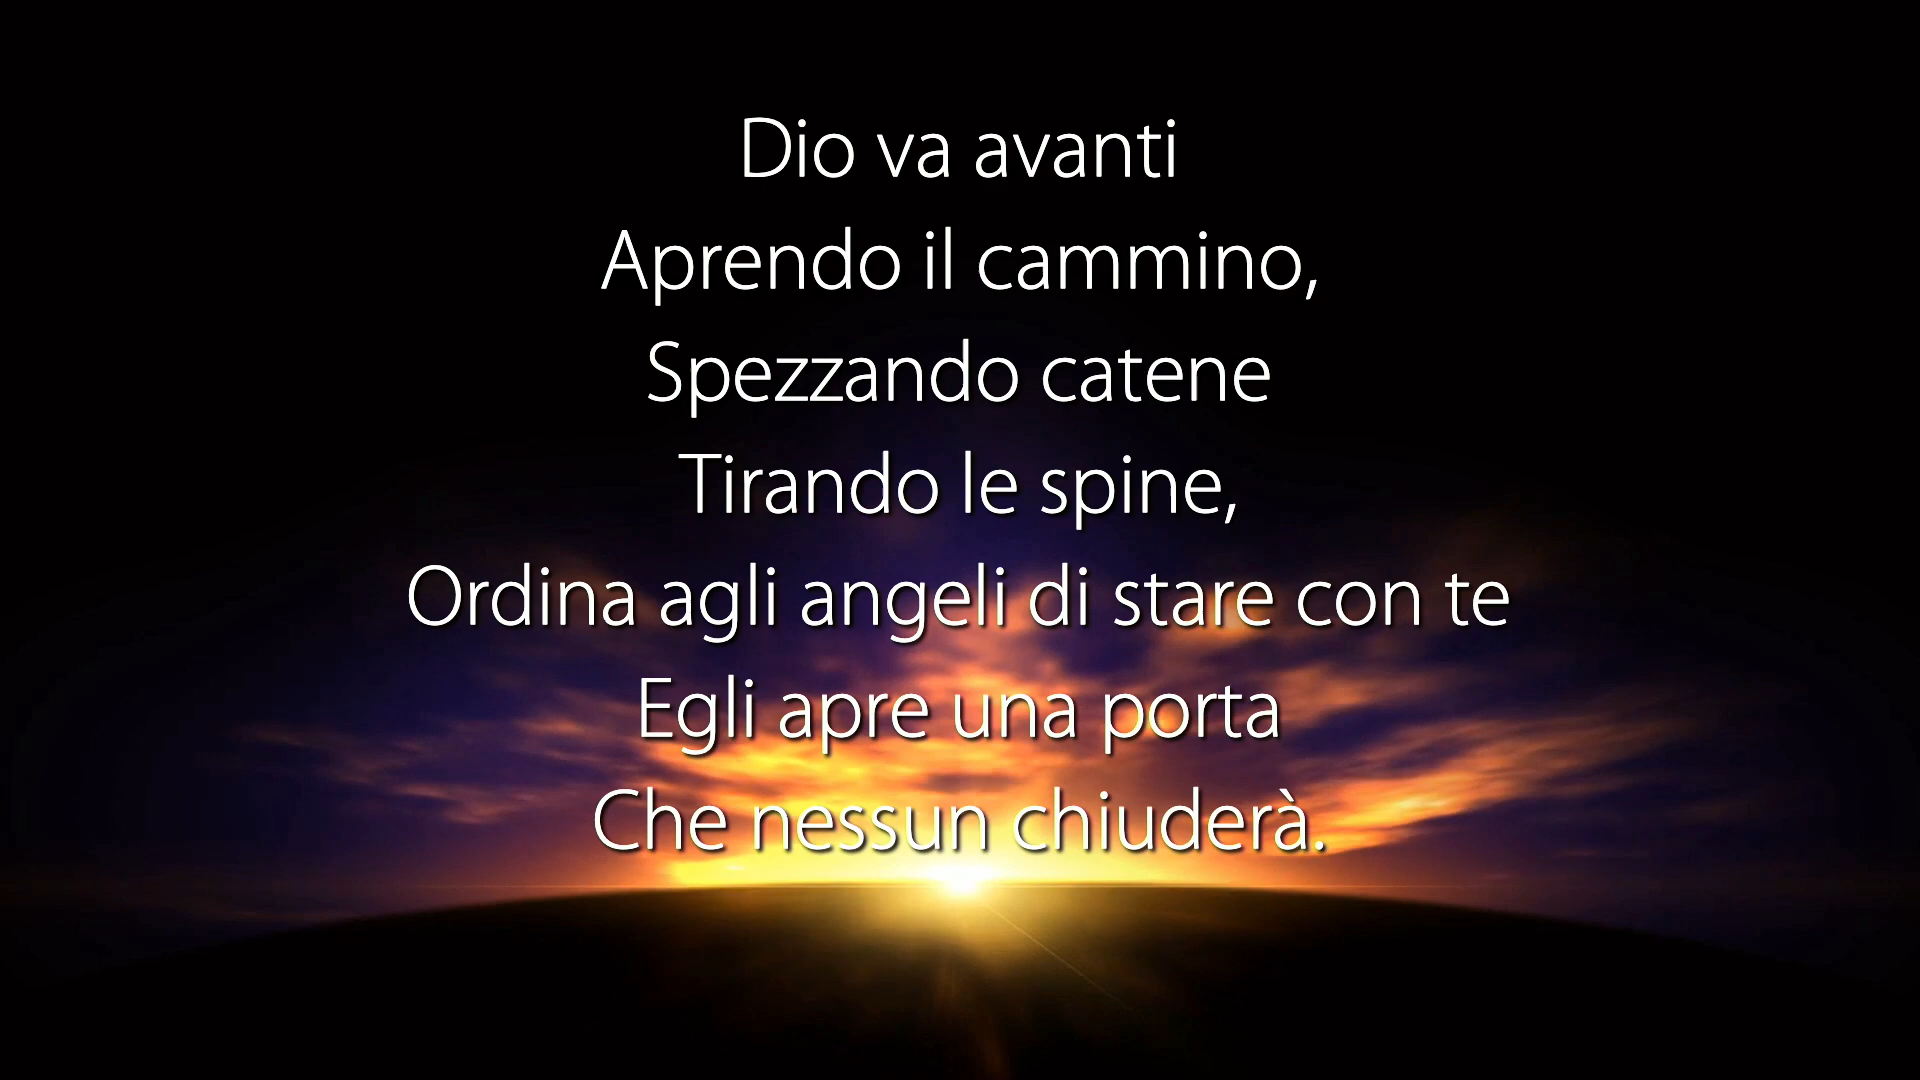 Dio va avanti
Aprendo il cammino,
Spezzando catene
Tirando le spine,
Ordina agli angeli di stare con te
Egli apre una porta
Che nessun chiuderà.